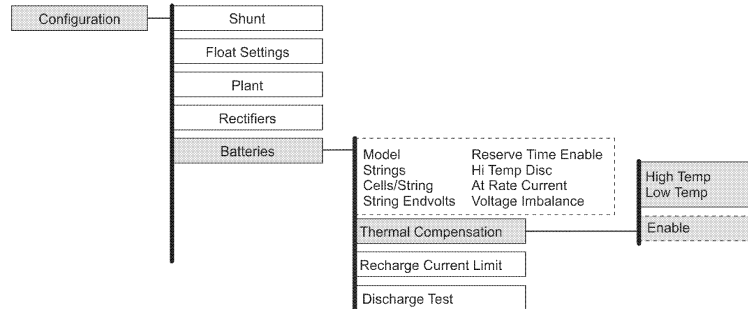 Configuration
Shunt
Float Settings
Plant
Rectifiers
Batteries
Model Reserve Time Enable
Strings Hi Temp Disc
Cells/String At Rate Current
String Endvolts Voltage Imbalance
Thermal Compensation
High Temp
Low Temp
Enable
Recharge Current Limit
Discharge Test